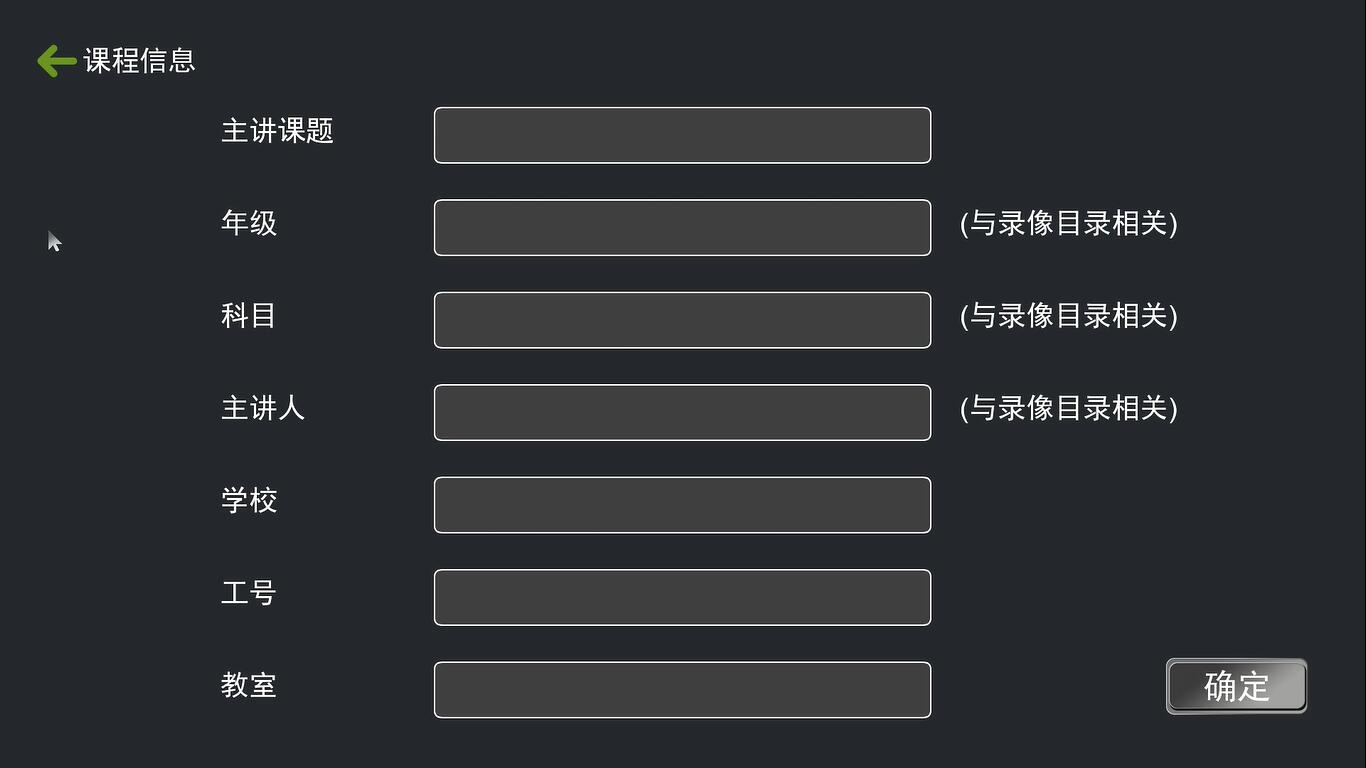 课程信息
主讲课题
年级 (与录像目录相关)
科目 (与录像目录相关)
主讲人 (与录像目录相关)
学校
工号
教室
确定